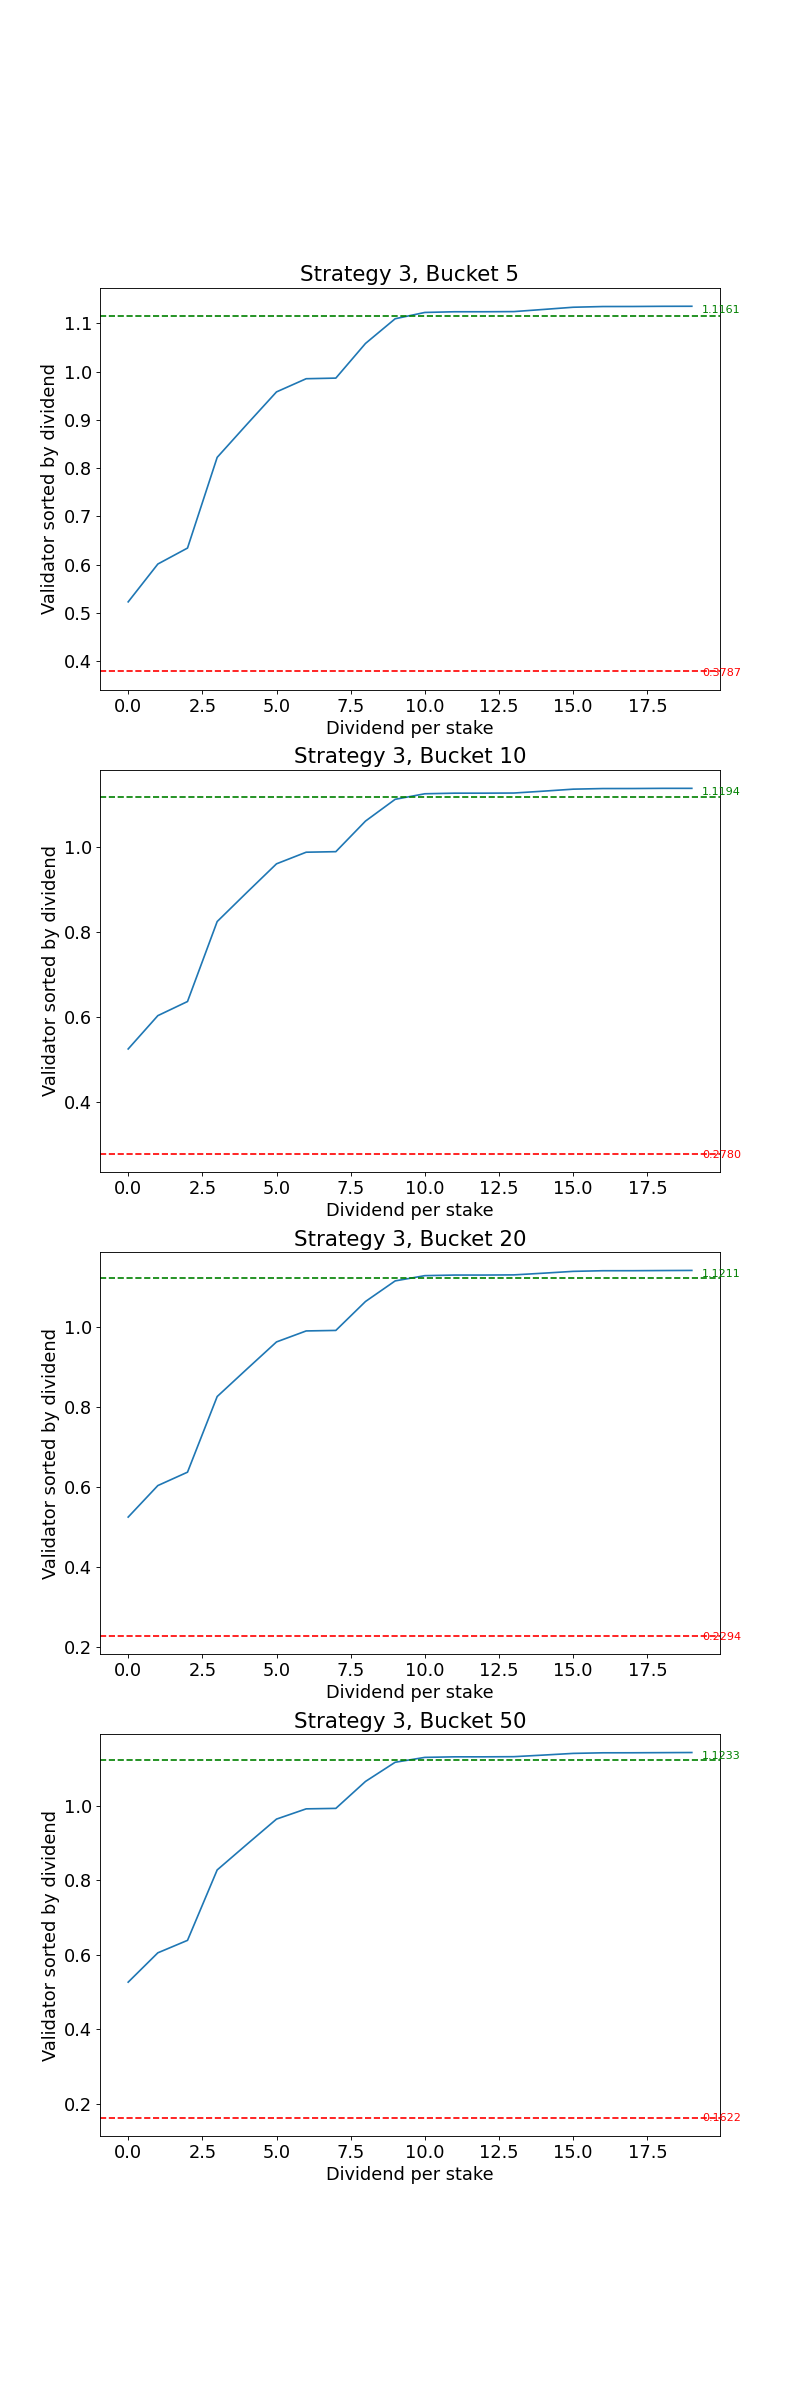 Strategy 3, Bucket 5
1.1161
1.1
1.0
0.9
0.8
0.7
0.6
0.5
0.4
0.3787
Validator sorted by dividend
0.0 2.5 5.0 7.5 10.0 12.5 15.0 17.5
Dividend per stake
Strategy 3, Bucket 10
1.1194
1.0
0.8
0.6
0.4
0.2780
Validator sorted by dividend
0.0 2.5 5.0 7.5 10.0 12.5 15.0 17.5
Dividend per stake
Strategy 3, Bucket 20
1.1211
1.0
0.8
0.6
0.4
0.2294
0.2
Validator sorted by dividend
0.0 2.5 5.0 7.5 10.0 12.5 15.0 17.5
Dividend per stake
Strategy 3, Bucket 50
1.1233
1.0
0.8
0.6
0.4
0.2
0.1622
Validator sorted by dividend
0.0 2.5 5.0 7.5 10.0 12.5 15.0 17.5
Dividend per stake